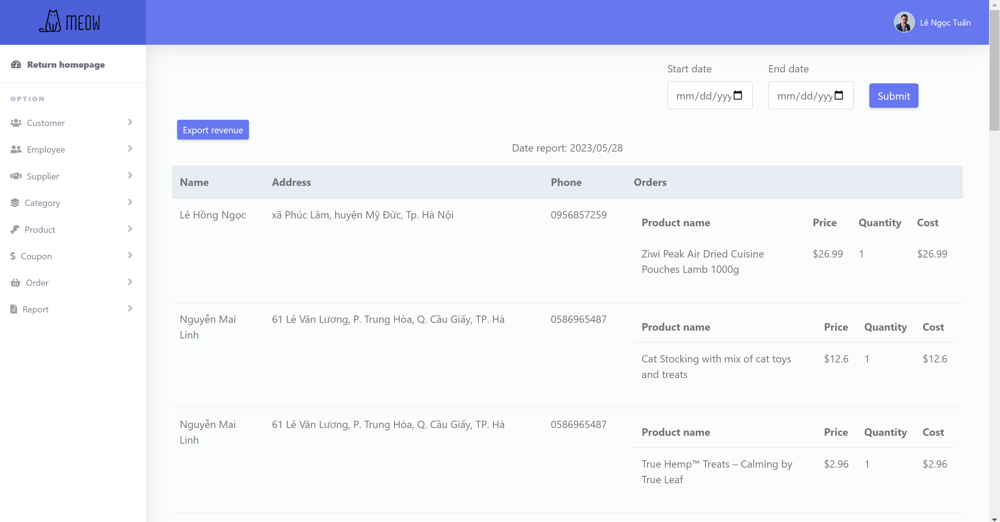 MEOW
Lê Ngọc Tuấn
Return homepage
OPTION
Customer
Employee
Supplier
Category
Product
Coupon
Order
Report
Start date
End date
mm/dd/yyy
mm/dd/yyy
Submit
Export revenue
Date report: 2023/05/28
Name Address Phone Orders
Lê Hồng Ngọc xã Phúc Lâm, huyện Mỹ Đức, Tp. Hà Nội 0956857259
Product name Price Quantity Cost
Ziwi Peak Air Dried Cuisine $26.99 1 $26.99
Pouches Lamb 1000g
Nguyễn Mai 61 Lê Văn Lương, P. Trung Hòa, Q. Cầu Giấy, TP. Hà 0586965487
Linh
Product name Price Quantity Cost
Cat Stocking with mix of cat toys $12.6 1 $12.6
and treats
Nguyễn Mai 61 Lê Văn Lương, P. Trung Hòa, Q. Cầu Giấy, TP. Hà 0586965487
Linh
Product name Price Quantity Cost
True Hemp™ Treats – Calming by $2.96 1 $2.96
True Leaf